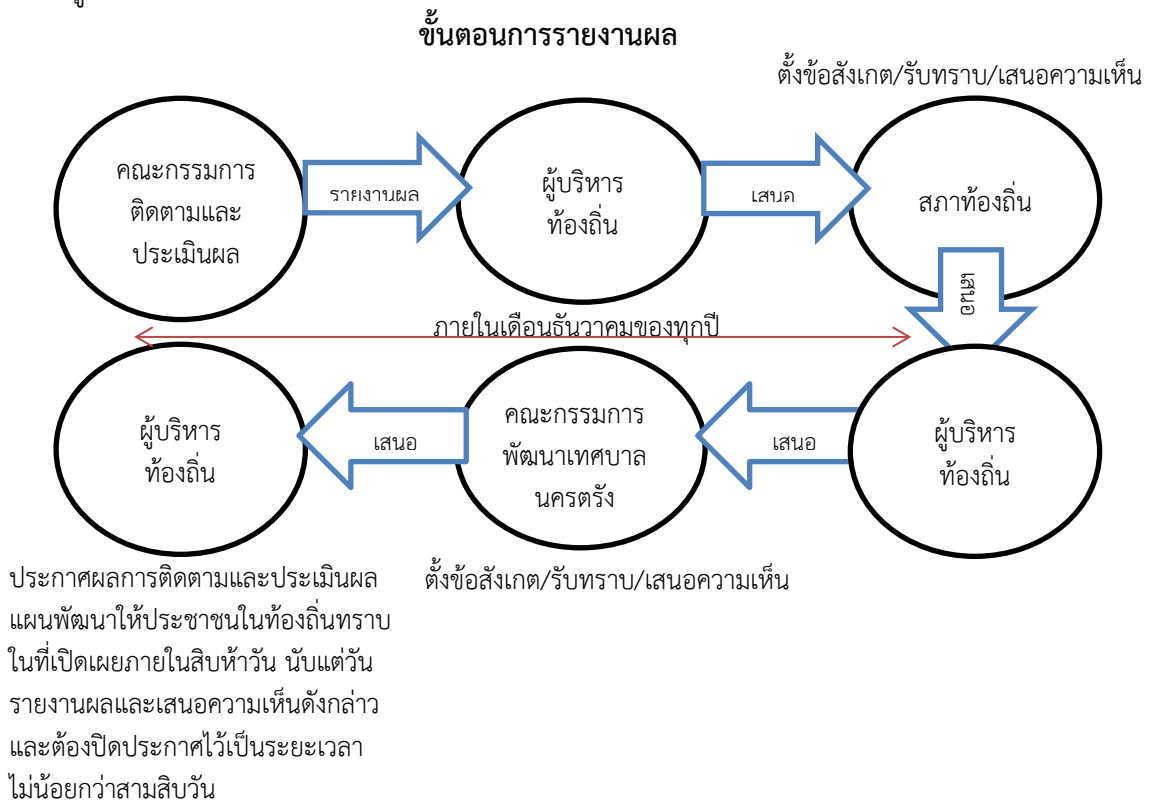 ขั้นตอนการรายงานผล
ตั้งข้อสังเกต/รับทราบ/เสนอความเห็น
คณะกรรมการ
ติดตามและ
ประเมินผล
รายงานผล
ผู้บริหาร
ท้องถิ่น
เสนอ
สภาท้องถิ่น
เสนอ
ภายในเดือนธันวาคมของทุกปี
ผู้บริหาร
ท้องถิ่น
เสนอ
คณะกรรมการ
พัฒนาเทศบาล
นครตรัง
เสนอ
ผู้บริหาร
ท้องถิ่น
ตั้งข้อสังเกต/รับทราบ/เสนอความเห็น
ประกาศผลการติดตามและประเมินผล
แผนพัฒนาให้ประชาชนในท้องถิ่นทราบ
ในที่เปิดเผยภายในสิบห้าวัน นับแต่วัน
รายงานผลและเสนอความเห็นดังกล่าว
และต้องปิดประกาศไว้เป็นระยะเวลา
ไม่น้อยกว่าสามสิบวัน